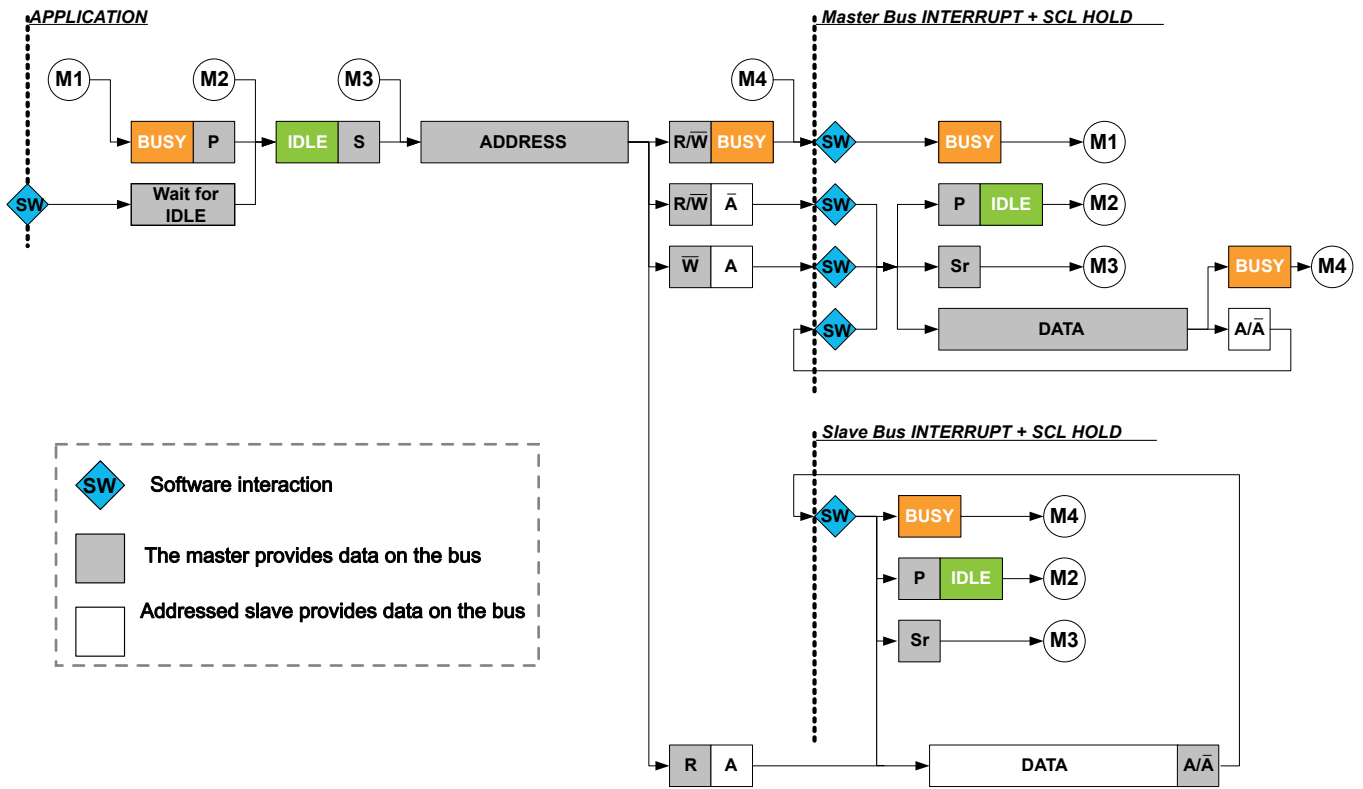 APPLICATION
Master Bus INTERRUPT + SCL HOLD
M1
M2
M3
M4
BUSY P
IDLE S
ADDRESS
R/W̅ BUSY
SW
BUSY
M1
SW
Wait for
IDLE
R/W̅ A̅
SW
P IDLE
M2
W̅ A
SW
Sr
M3
BUSY
M4
SW
DATA
A/A̅
Slave Bus INTERRUPT + SCL HOLD
SW
Software interaction
The master provides data on the bus
Addressed slave provides data on the bus
SW
BUSY
M4
P IDLE
M2
Sr
M3
R A
DATA
A/A̅